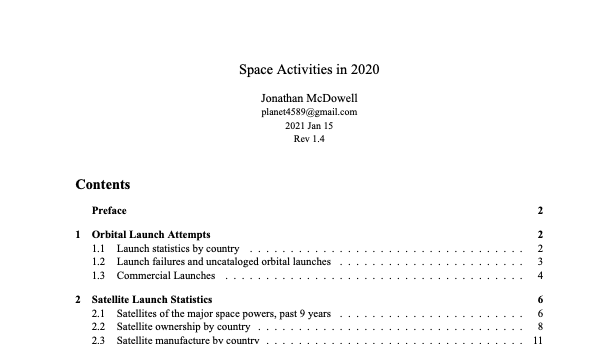 Space Activities in 2020
Jonathan McDowell
planet4589@gmail.com
2021 Jan 15
Rev 1.4
Contents
Preface 2
1 Orbital Launch Attempts 2
1.1 Launch statistics by country . . . . . . . . . . . . . . . . . . . . . . . . . . . . . . . . . . 2
1.2 Launch failures and uncataloged orbital launches . . . . . . . . . . . . . . . . . . . . . . . 3
1.3 Commercial Launches . . . . . . . . . . . . . . . . . . . . . . . . . . . . . . . . . . . . 4
2 Satellite Launch Statistics 6
2.1 Satellites of the major space powers, past 9 years . . . . . . . . . . . . . . . . . . . . . . . 6
2.2 Satellite ownership by country . . . . . . . . . . . . . . . . . . . . . . . . . . . . . . . . . 8
2.3 Satellite manufacture by country . . . . . . . . . . . . . . . . . . . . . . . . . . . . . . . . 11